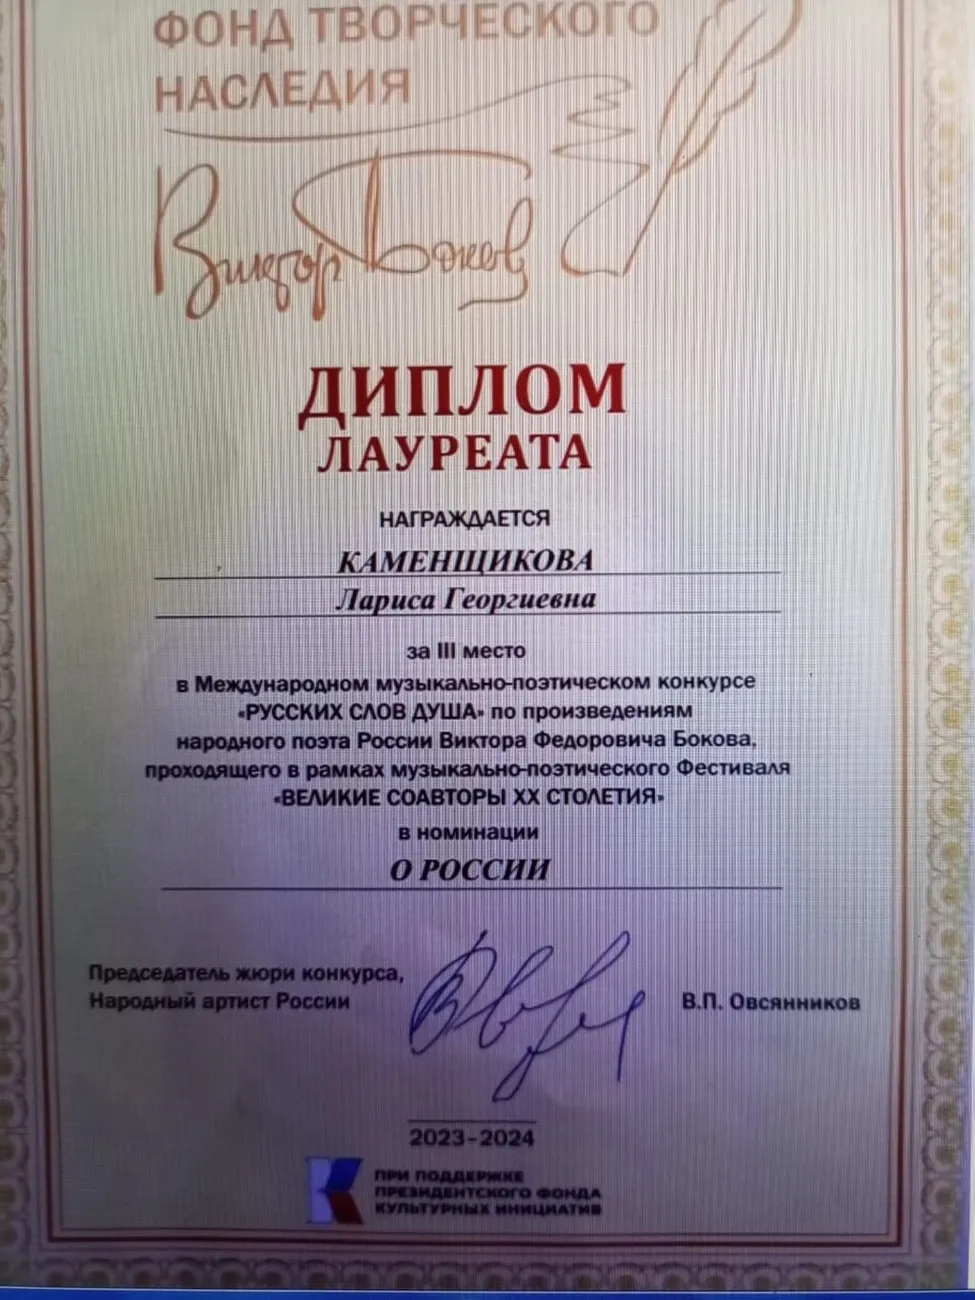 ФОНД ТВОРЧЕСКОГО
НАСЛЕДИЯ
Виктор Боков
ДИПЛОМ
ЛАУРЕАТА
НАГРАЖДАЕТСЯ
КАМЕНЩИКОВА
Лариса Георгиевна
за III место
в Международном музыкально-поэтическом конкурсе
«РУССКИХ СЛОВ ДУША» по произведениям
народного поэта России Виктора Федоровича Бокова,
проходящего в рамках музыкально-поэтического Фестиваля
«ВЕЛИКИЕ СОАВТОРЫ XX СТОЛЕТИЯ»
в номинации
О РОССИИ
Председатель жюри конкурса,
Народный артист России
В.П. Овсянников
2023-2024
ПРИ ПОДДЕРЖКЕ
ПРЕЗИДЕНТСКОГО ФОНДА
КУЛЬТУРНЫХ ИНИЦИАТИВ